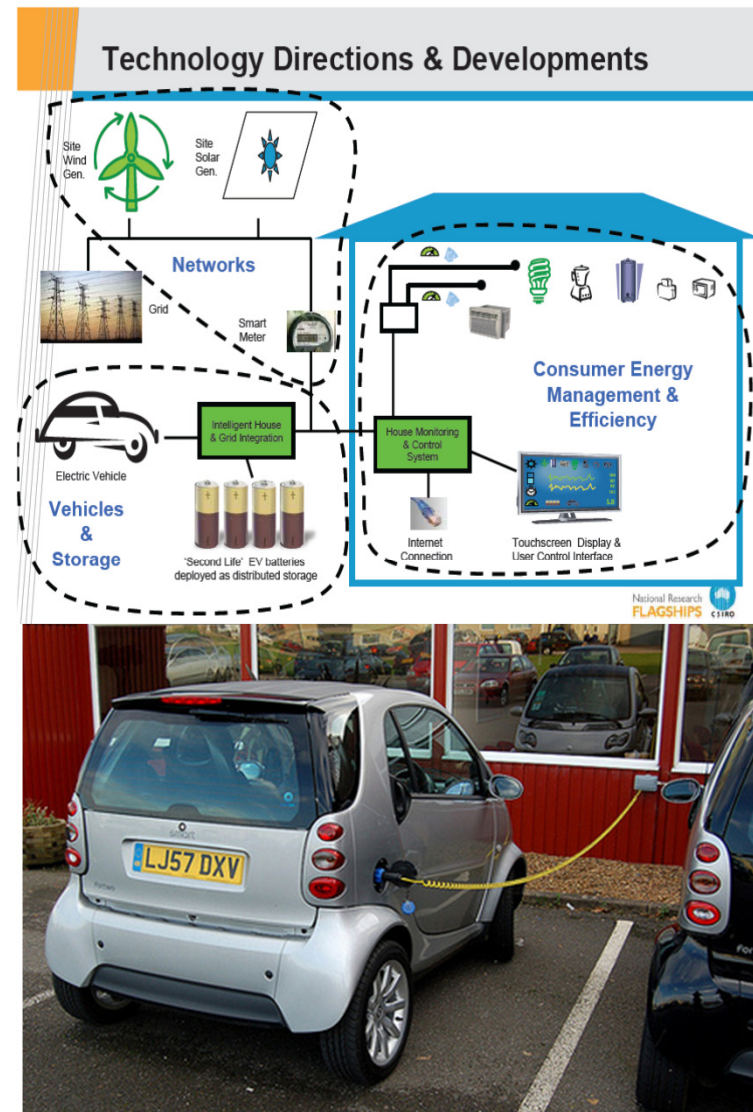 Technology Directions & Developments
Site
Wind
Gen.
Site
Solar
Gen.
Networks
Grid
Smart
Meter
Consumer Energy
Management &
Efficiency
Intelligent House
& Grid Integration
House Monitoring
& Control
System
Electric Vehicle
Vehicles
&
Storage
'Second Life' EV batteries
deployed as distributed storage
Internet
Connection
Touchscreen Display &
User Control Interface
National Research
FLAGSHIPS
CSIRO
smart
LJ57 DXV
fortwo